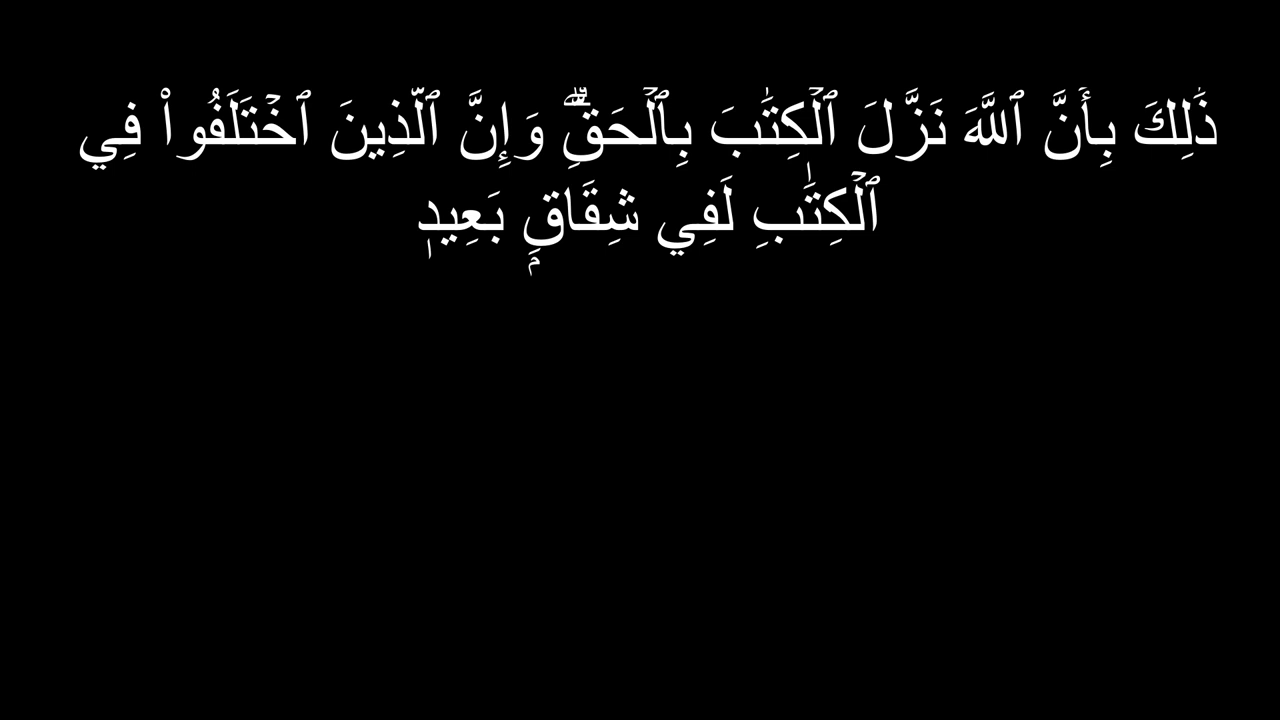 ذَٰلِكَ بِأَنَّ ٱللَّهَ نَزَّلَ ٱلۡكِتَٰبَ بِٱلۡحَقِّۗ وَإِنَّ ٱلَّذِينَ ٱخۡتَلَفُواْ فِي
ٱلۡكِتَٰبِ لَفِي شِقَاقِۭ بَعِيدٖ